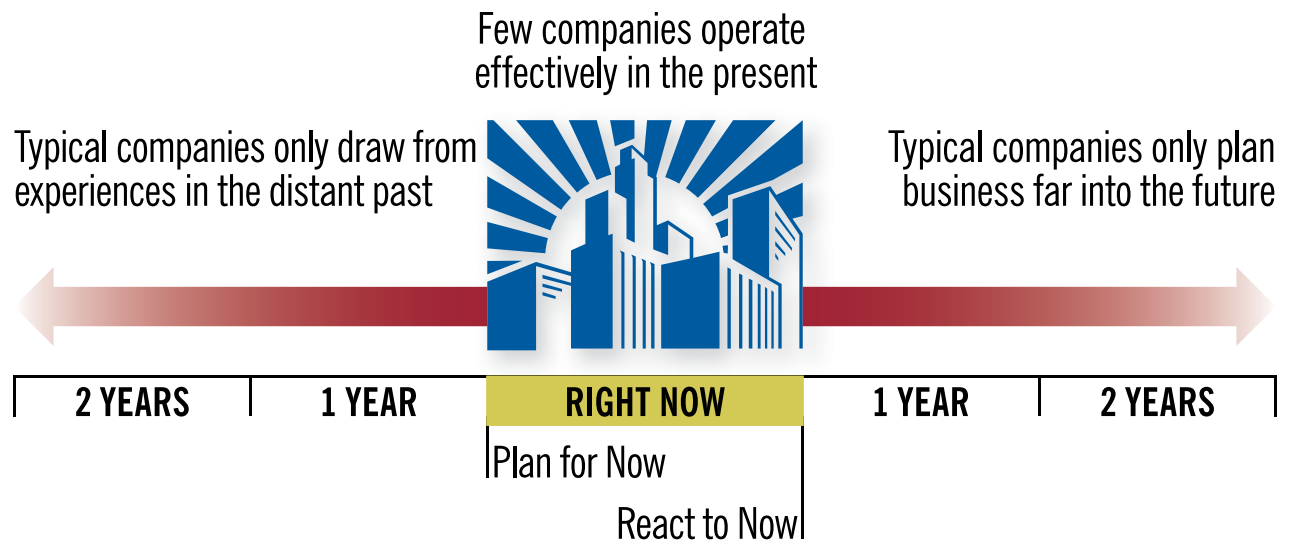 Few companies operate
effectively in the present
Typical companies only draw from
experiences in the distant past
Typical companies only plan
business far into the future
2 YEARS
1 YEAR
RIGHT NOW
1 YEAR
2 YEARS
Plan for Now
React to Now